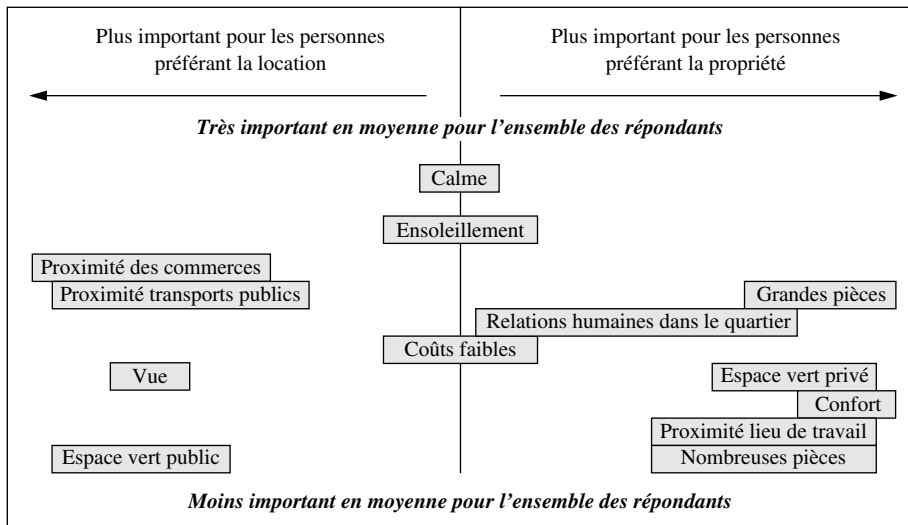 Plus important pour les personnes
préférant la location
Plus important pour les personnes
préférant la propriété
Très important en moyenne pour l'ensemble des répondants
Calme
Ensoleillement
Proximité des commerces
Proximité transports publics
Grandes pièces
Relations humaines dans le quartier
Coûts faibles
Vue
Espace vert privé
Confort
Proximité lieu de travail
Espace vert public
Nombreuses pièces
Moins important en moyenne pour l'ensemble des répondants